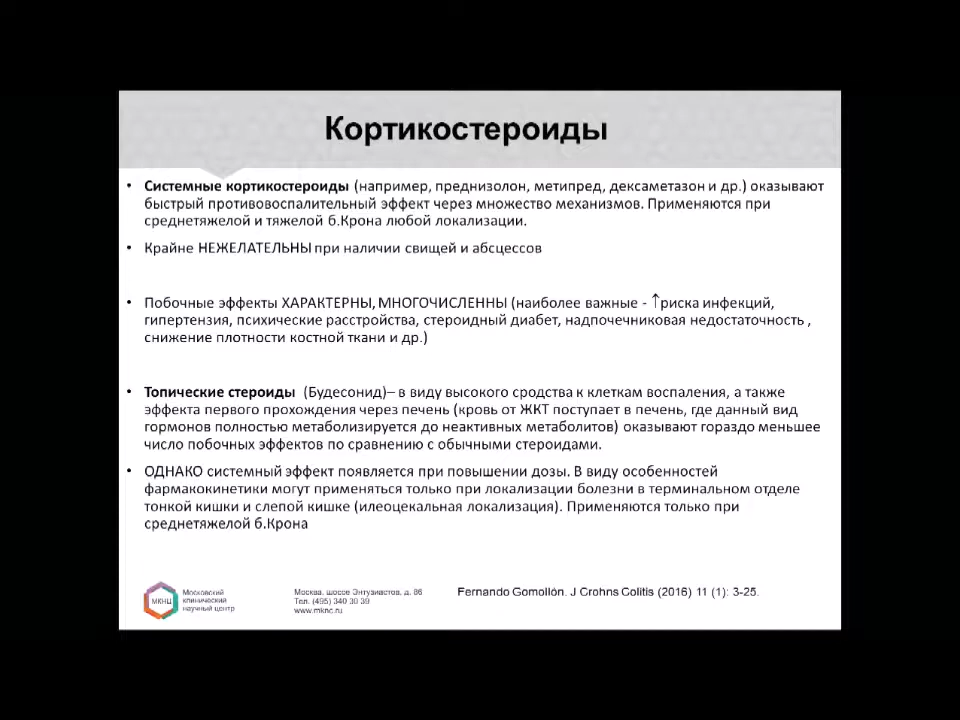 Кортикостероиды
• Системные кортикостероиды (например, преднизолон, метипред, дексаметазон и др.) оказывают
быстрый противовоспалительный эффект через множество механизмов. Применяются при
среднетяжелой и тяжелой б.Крона любой локализации.
• Крайне НЕЖЕЛАТЕЛЬНЫ при наличии свищей и абсцессов
• Побочные эффекты ХАРАКТЕРНЫ, МНОГОЧИСЛЕННЫ (наиболее важные - ↑риска инфекций,
гипертензия, психические расстройства, стероидный диабет, надпочечниковая недостаточность ,
снижение плотности костной ткани и др.)
• Топические стероиды (Будесонид)– в виду высокого сродства к клеткам воспаления, а также
эффекта первого прохождения через печень (кровь от ЖКТ поступает в печень, где данный вид
гормонов полностью метаболизируется до неактивных метаболитов) оказывают гораздо меньшее
число побочных эффектов по сравнению с обычными стероидами.
• ОДНАКО системный эффект появляется при повышении дозы. В виду особенностей
фармакокинетики могут применяться только при локализации болезни в терминальном отделе
тонкой кишки и слепой кишке (илеоцекальная локализация). Применяются только при
среднетяжелой б.Крона
МКНЦ
Московский
клинический
научный центр
Москва, шоссе Энтузиастов, д. 86
Тел. (495) 340 30 39
www.mknc.ru
Fernando Gomollón. J Crohns Colitis (2016) 11 (1): 3-25.